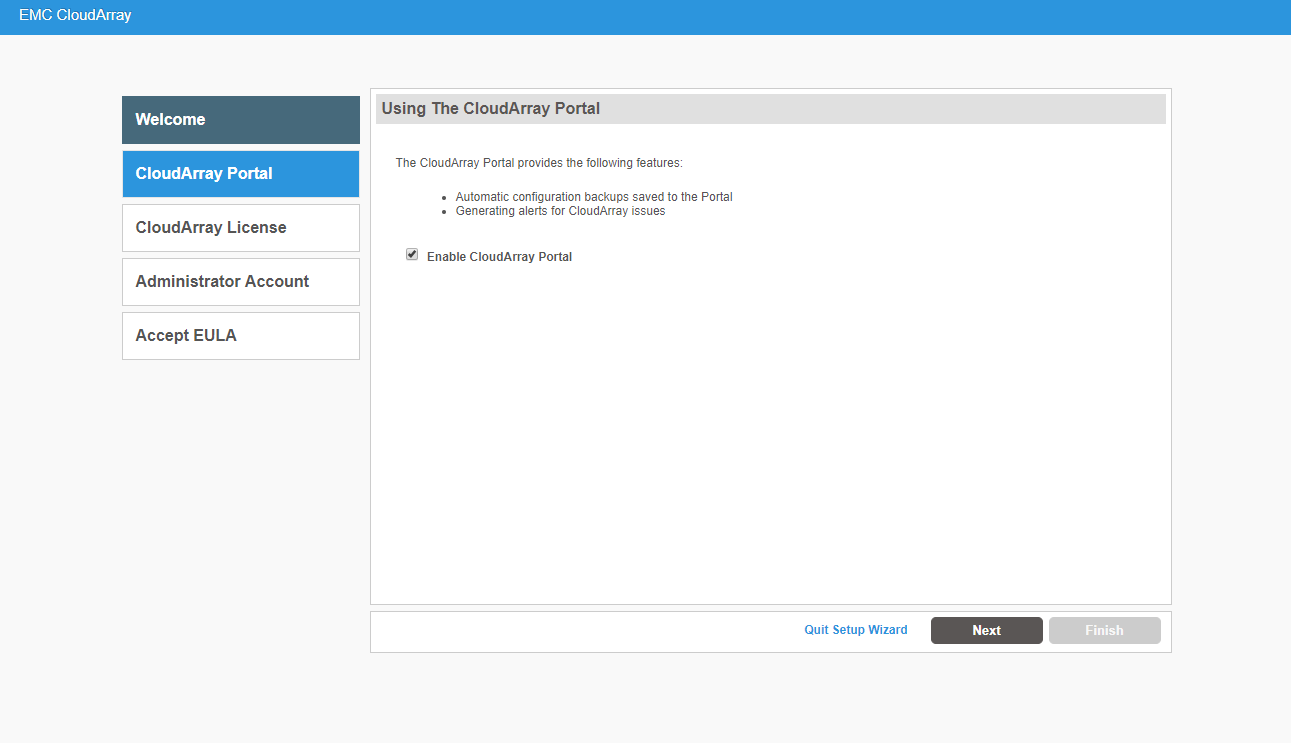 EMC CloudArray
Welcome
CloudArray Portal
CloudArray License
Administrator Account
Accept EULA
Using The CloudArray Portal
The CloudArray Portal provides the following features:
Automatic configuration backups saved to the Portal
Generating alerts for CloudArray issues
Enable CloudArray Portal
Quit Setup Wizard Next Finish